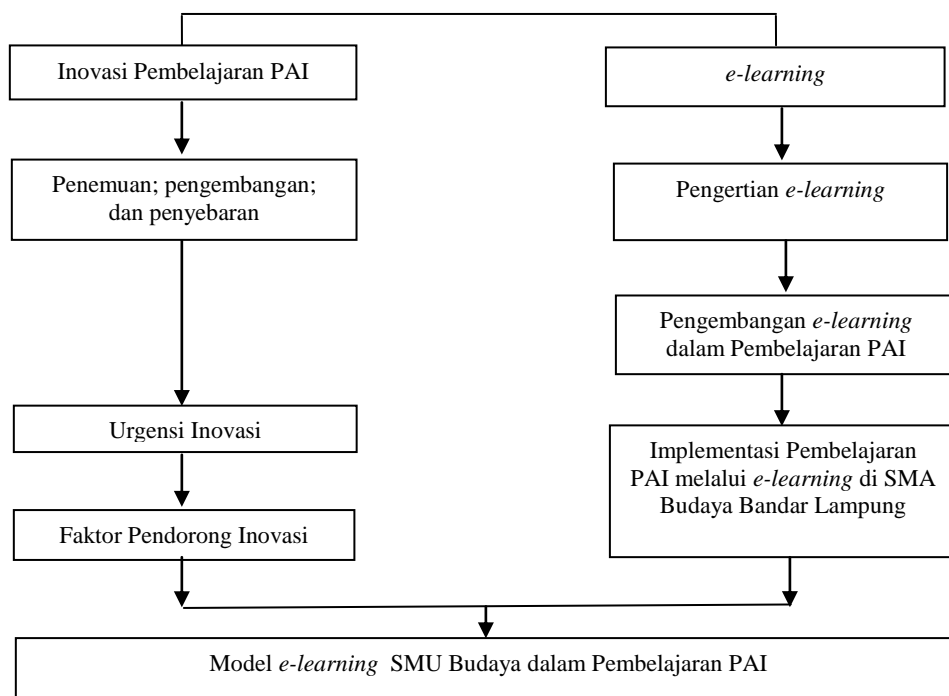 Inovasi Pembelajaran PAI
e-learning
Penemuan; pengembangan;
dan penyebaran
Pengertian e-learning
Pengembangan e-learning
dalam Pembelajaran PAI
Urgensi Inovasi
Implementasi Pembelajaran
PAI melalui e-learning di SMA
Budaya Bandar Lampung
Faktor Pendorong Inovasi
Model e-learning SMU Budaya dalam Pembelajaran PAI